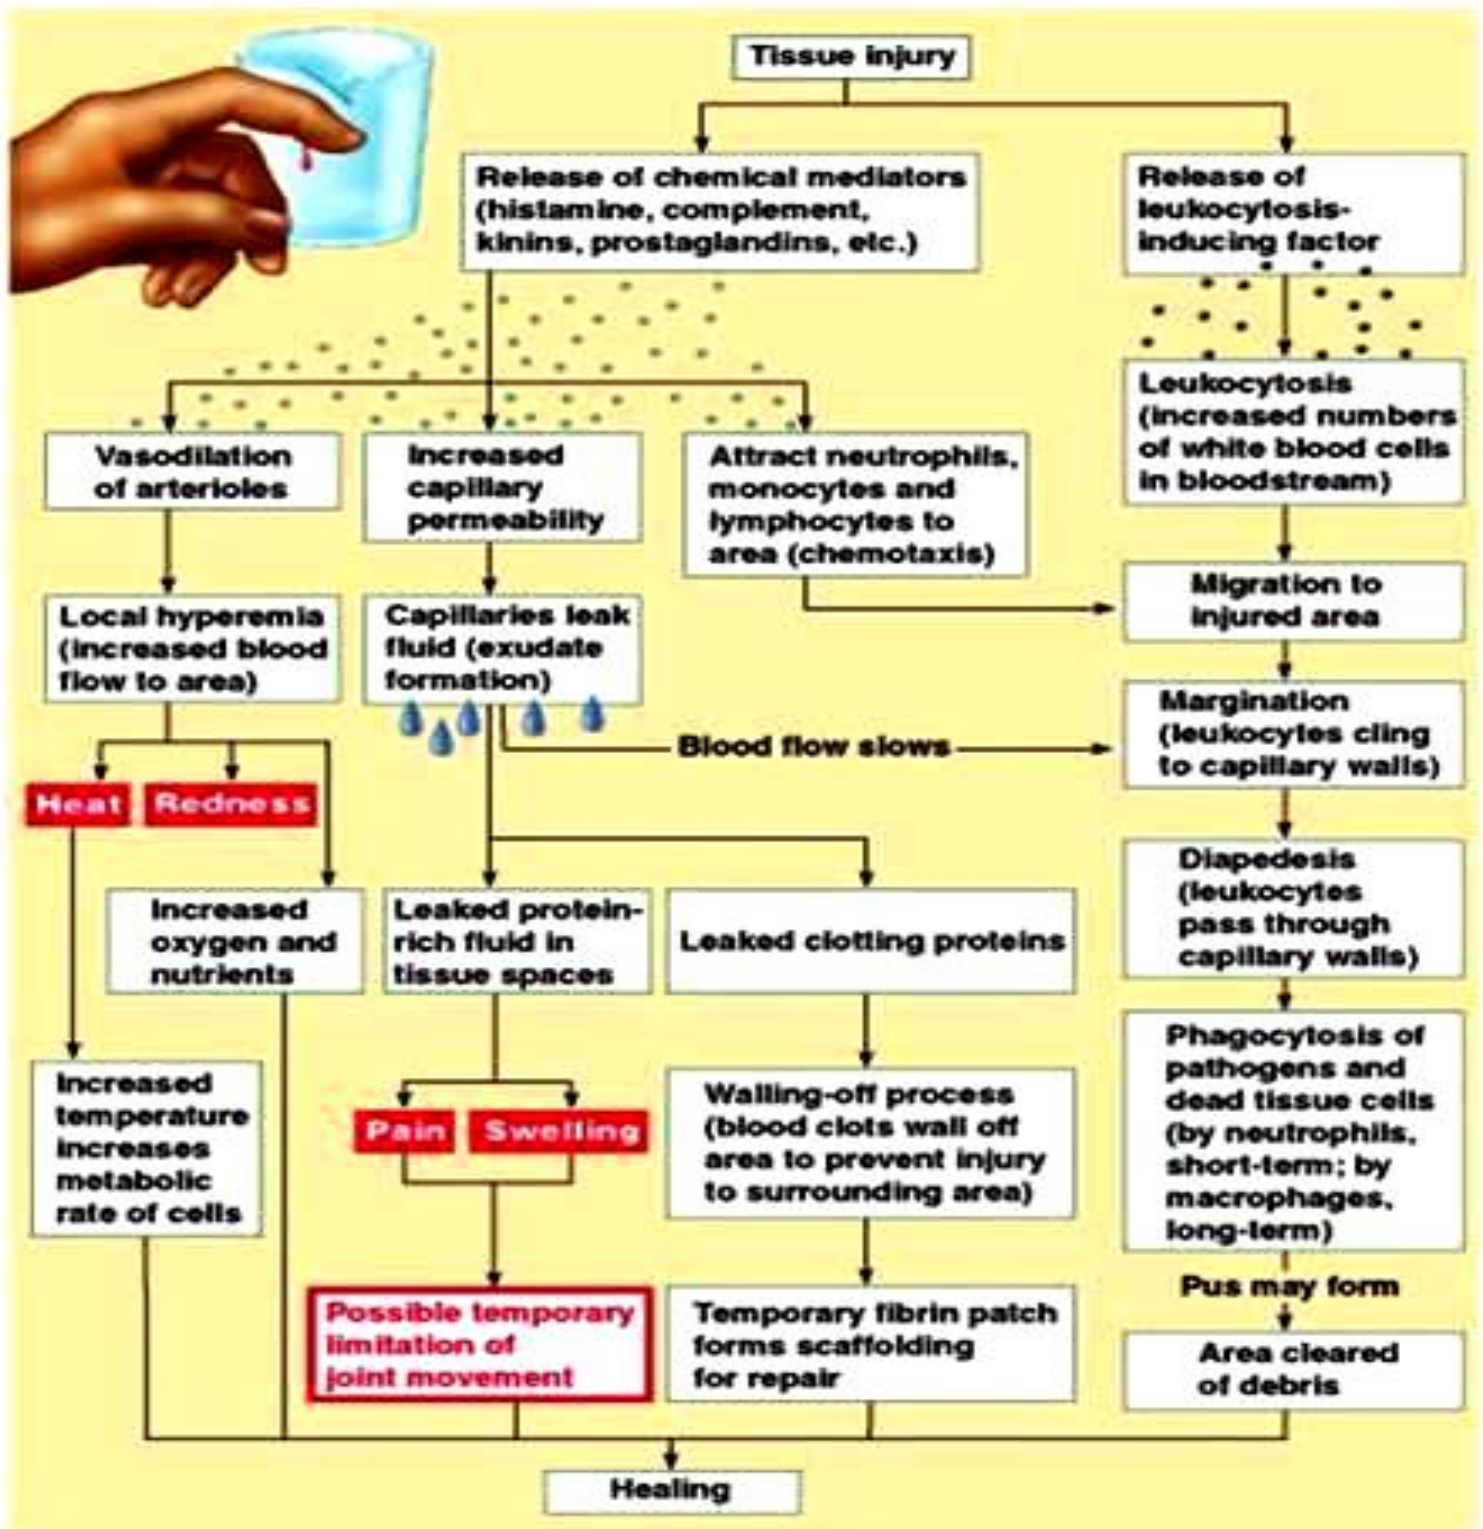 Tissue injury
Release of chemical mediators
(histamine, complement,
kinins, prostaglandins, etc.)
Release of
leukocytosis-
inducing factor
Leukocytosis
(increased numbers
of white blood cells
in bloodstream)
Vasodilation
of arterioles
Increased
capillary
permeability
Attract neutrophils,
monocytes and
lymphocytes to
area (chemotaxis)
Migration to
injured area
Local hyperemia
(increased blood
flow to area)
Capillaries leak
fluid (exudate
formation)
Margination
(leukocytes cling
to capillary walls)
Blood flow slows
Heat
Redness
Diapedesis
(leukocytes
pass through
capillary walls)
Increased
oxygen and
nutrients
Leaked protein-
rich fluid in
tissue spaces
Leaked clotting proteins
Phagocytosis of
pathogens and
dead tissue cells
(by neutrophils,
short-term; by
macrophages,
long-term)
Increased
temperature
increases
metabolic
rate of cells
Pain
Swelling
Walling-off process
(blood clots wall off
area to prevent injury
to surrounding area)
Pus may form
Possible temporary
limitation of
joint movement
Temporary fibrin patch
forms scaffolding
for repair
Area cleared
of debris
Healing